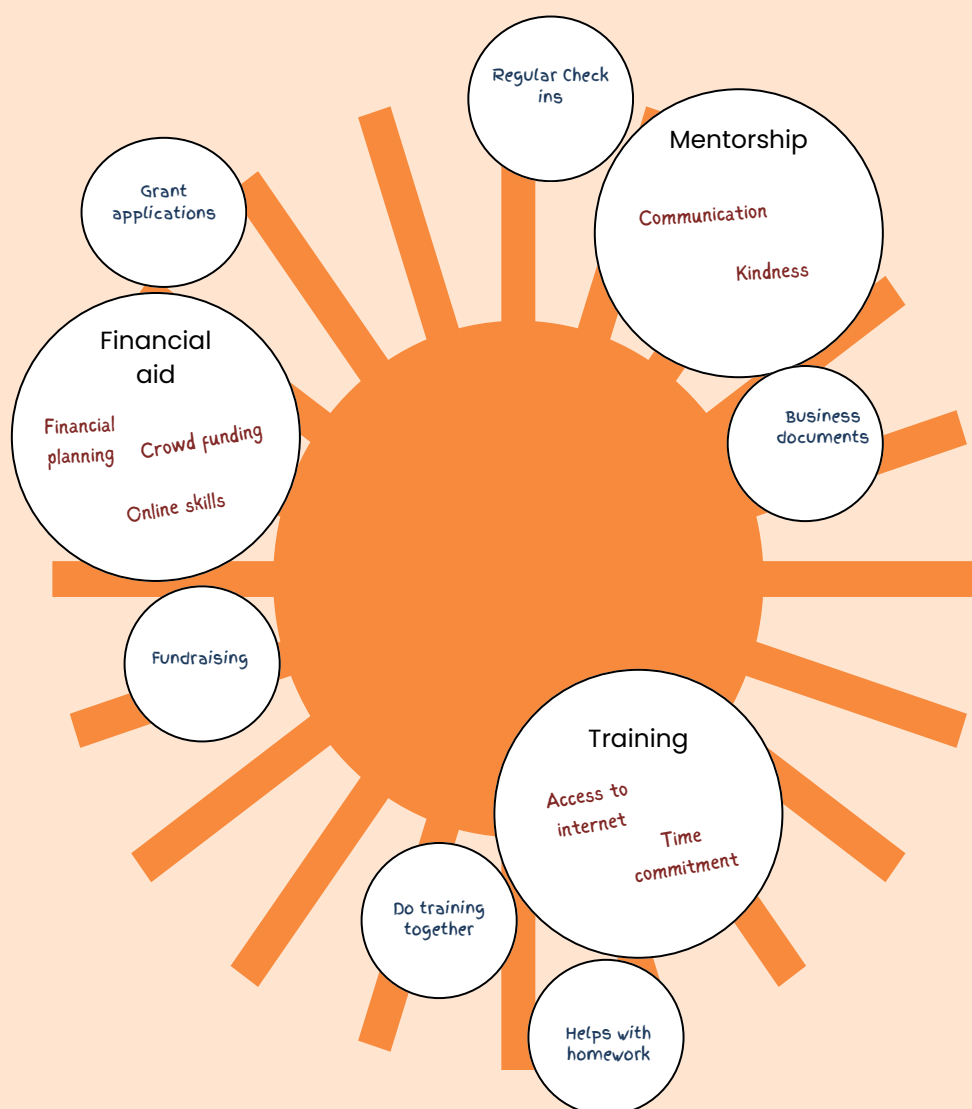 Regular Check
ins
Mentorship
Communication
Kindness
Business
documents
Grant
applications
Financial
aid
Financial
planning
Crowd funding
Online skills
Fundraising
Training
Access to
internet
Time
commitment
Do training
together
Helps with
homework